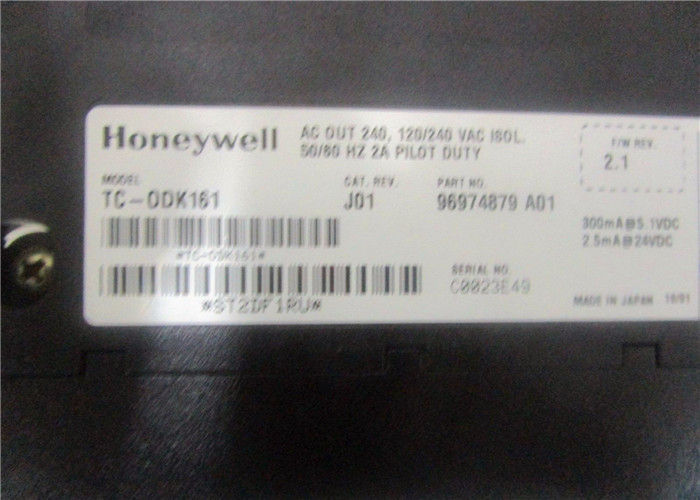 Honeywell
AC OUT 240, 120/240 VAC ISOL.
50/60 HZ 2A PILOT DUTY
F/W REV.
2.1
MODEL
TC-ODK161
CAT. REV.
J01
PART NO.
96974879 A01
300mA@5.1VDC
2.5mA@24VDC
*TC-ODK161*
SERIAL NO.
C0023E49
*ST2DF1RU*
MADE IN JAPAN